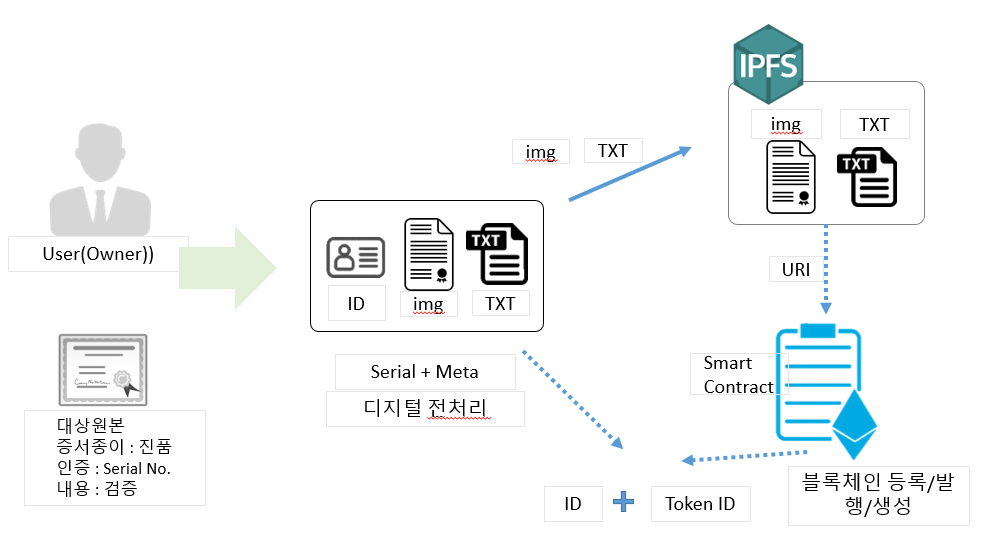 IPFS
img
TXT
img
TXT
User(Owner))
TXT
TXT
ID
img
TXT
URI
Serial + Meta
디지털 전처리
Smart
Contract
대상원본
증서종이 : 진품
인증 : Serial No.
내용 : 검증
ID
Token ID
블록체인 등록/발
행/생성